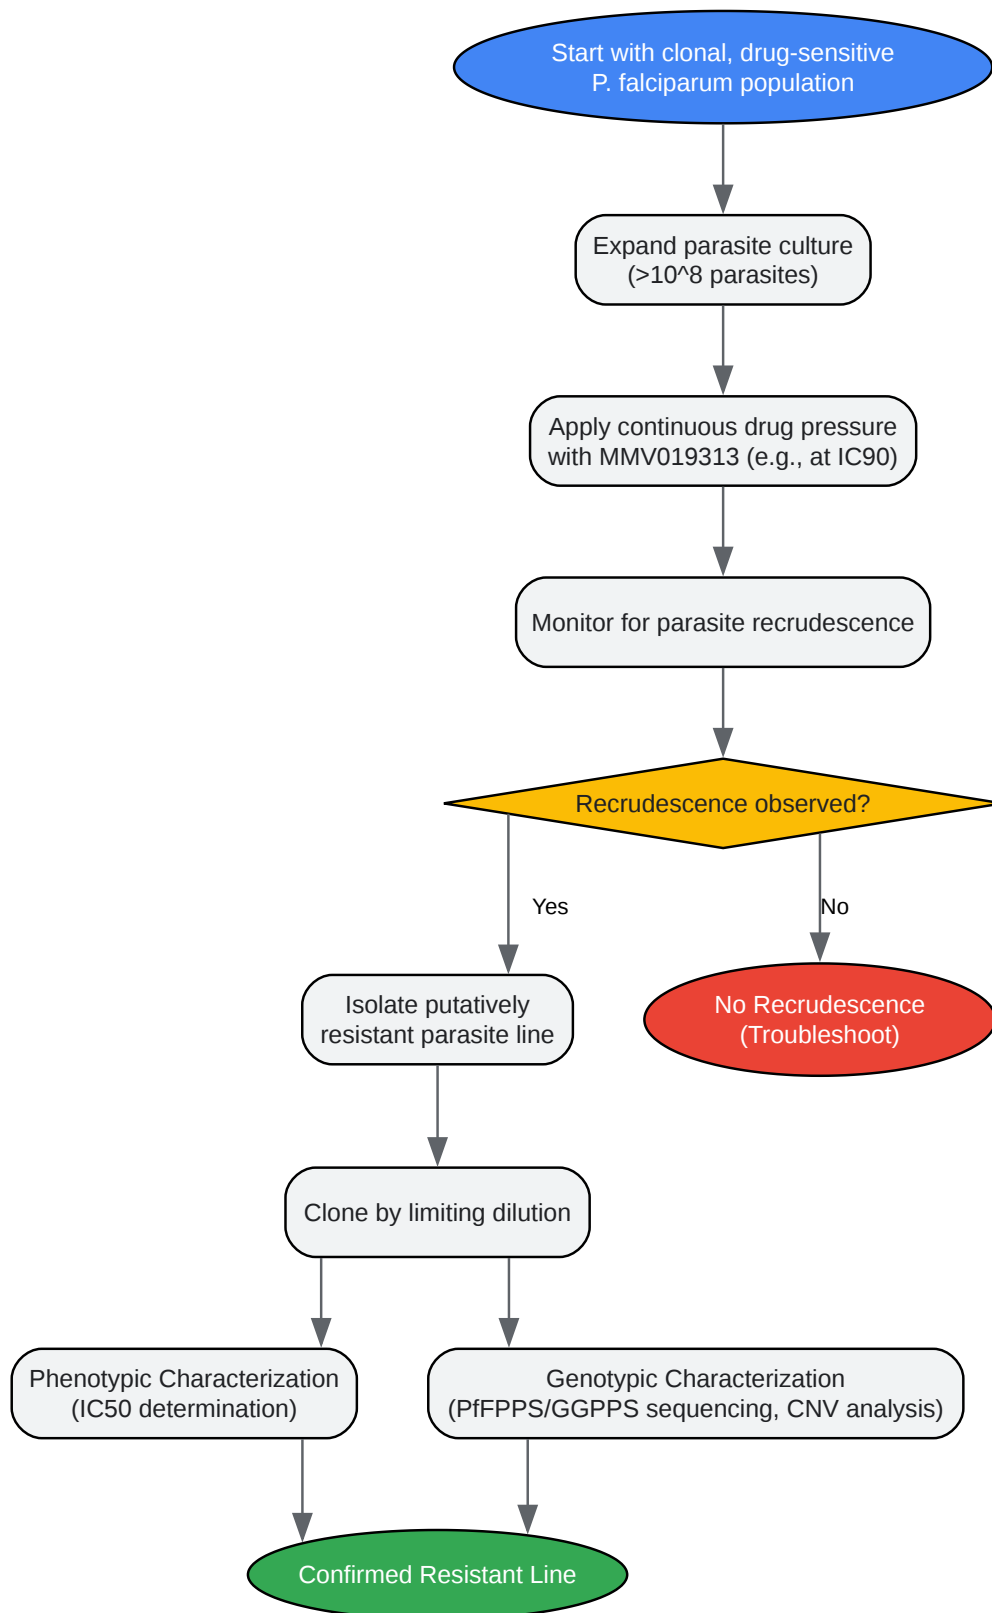 Start with clonal, drug-sensitive
P. falciparum population
Expand parasite culture
(>10^8 parasites)
Apply continuous drug pressure
with MMV019313 (e.g., at IC90)
Monitor for parasite recrudescence
Recrudescence observed?
Yes
No
Isolate putatively
resistant parasite line
No Recrudescence
(Troubleshoot)
Clone by limiting dilution
Phenotypic Characterization
(IC50 determination)
Genotypic Characterization
(PfFPPS/GGPPS sequencing, CNV analysis)
Confirmed Resistant Line